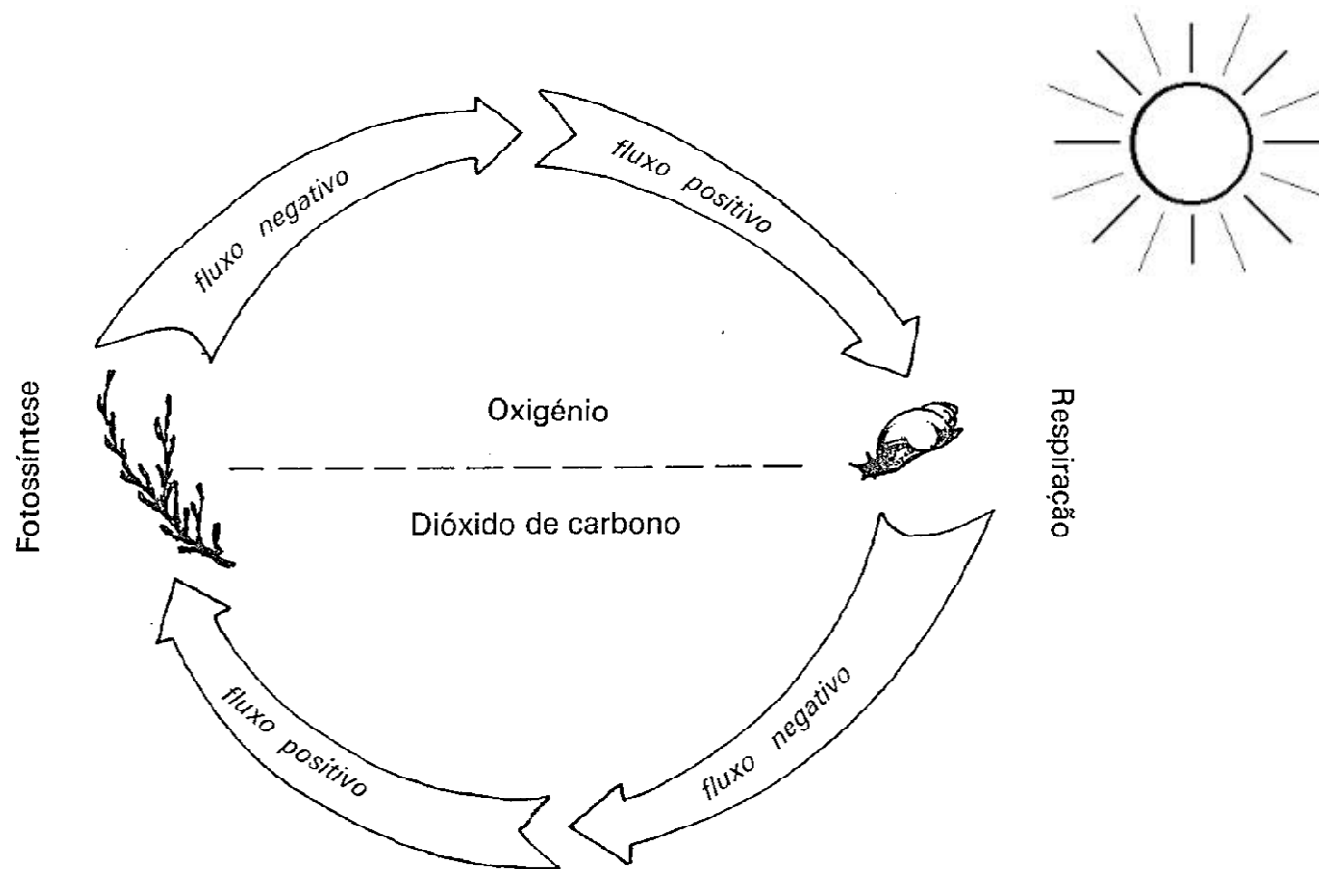 fluxo negativo
fluxo positivo
Fotossíntese
Oxigénio
Dióxido de carbono
Respiração
fluxo positivo
fluxo negativo